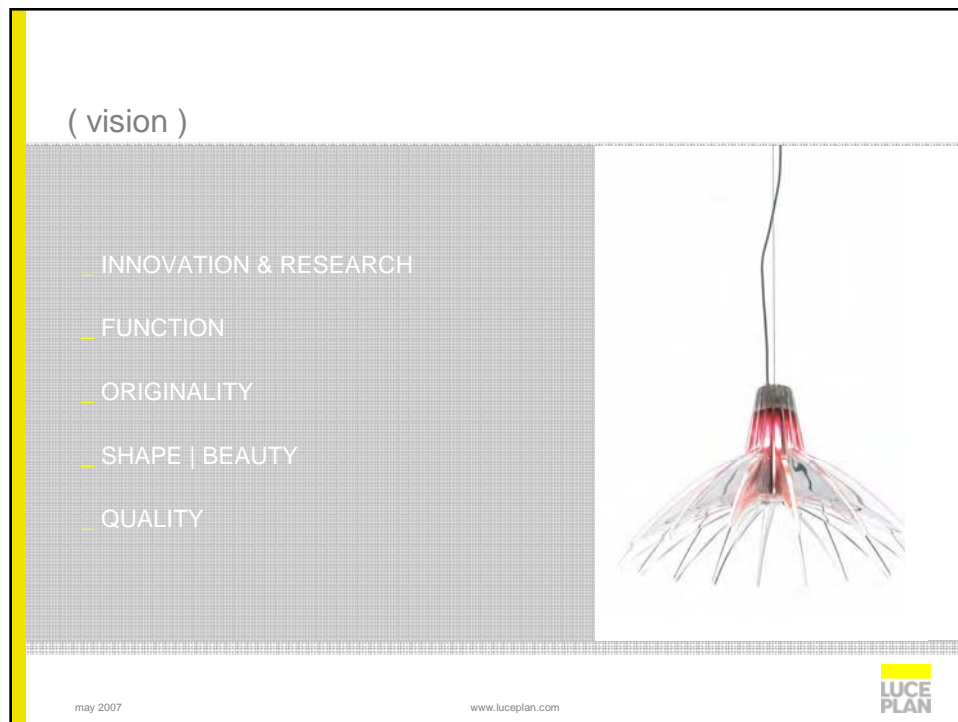 ( vision )
_ INNOVATION & RESEARCH
_ FUNCTION
_ ORIGINALITY
_ SHAPE | BEAUTY
_ QUALITY
may 2007
www.luceplan.com
LUCE
PLAN